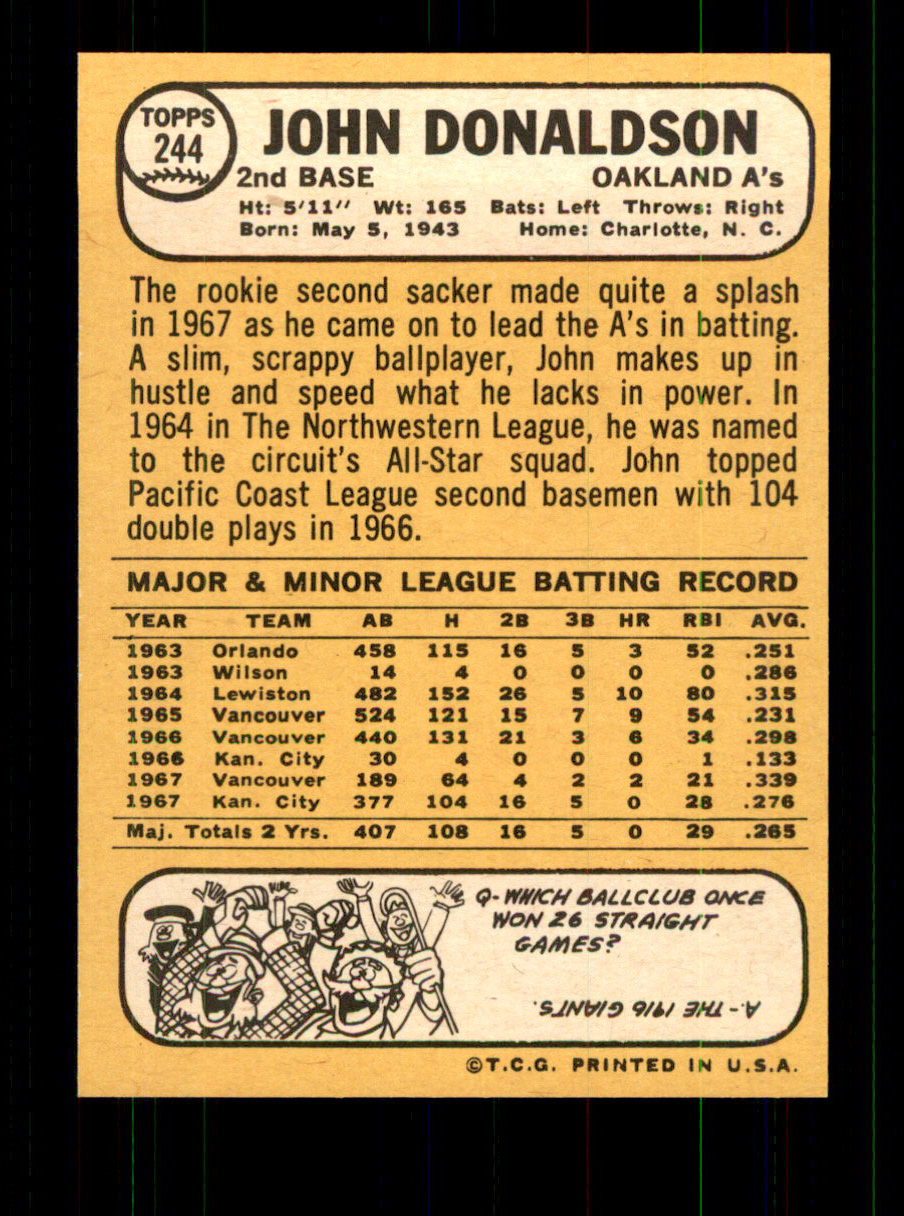 TOPPS
244
JOHN DONALDSON
2nd BASE OAKLAND A's
Ht: 5'11" Wt: 165 Bats: Left Throws: Right
Born: May 5, 1943 Home: Charlotte, N. C.
The rookie second sacker made quite a splash
in 1967 as he came on to lead the A's in batting.
A slim, scrappy ballplayer, John makes up in
hustle and speed what he lacks in power. In
1964 in The Northwestern League, he was named
to the circuit's All-Star squad. John topped
Pacific Coast League second basemen with 104
double plays in 1966.
MAJOR & MINOR LEAGUE BATTING RECORD
YEAR TEAM AB H 2B 3B HR RBI AVG.
1963 Orlando 458 115 16 5 3 52 .251
1963 Wilson 14 4 0 0 0 0 .286
1964 Lewiston 482 152 26 5 10 80 .315
1965 Vancouver 524 121 15 7 9 54 .231
1966 Vancouver 440 131 21 3 6 34 .298
1966 Kan. City 30 4 0 0 0 1 .133
1967 Vancouver 189 64 4 2 2 21 .339
1967 Kan. City 377 104 16 5 0 28 .276
Maj. Totals 2 Yrs. 407 108 16 5 0 29 .265
Q- WHICH BALLCLUB ONCE
WON 26 STRAIGHT
GAMES?
A- THE 1916 GIANTS.
©T.C.G. PRINTED IN U.S.A.